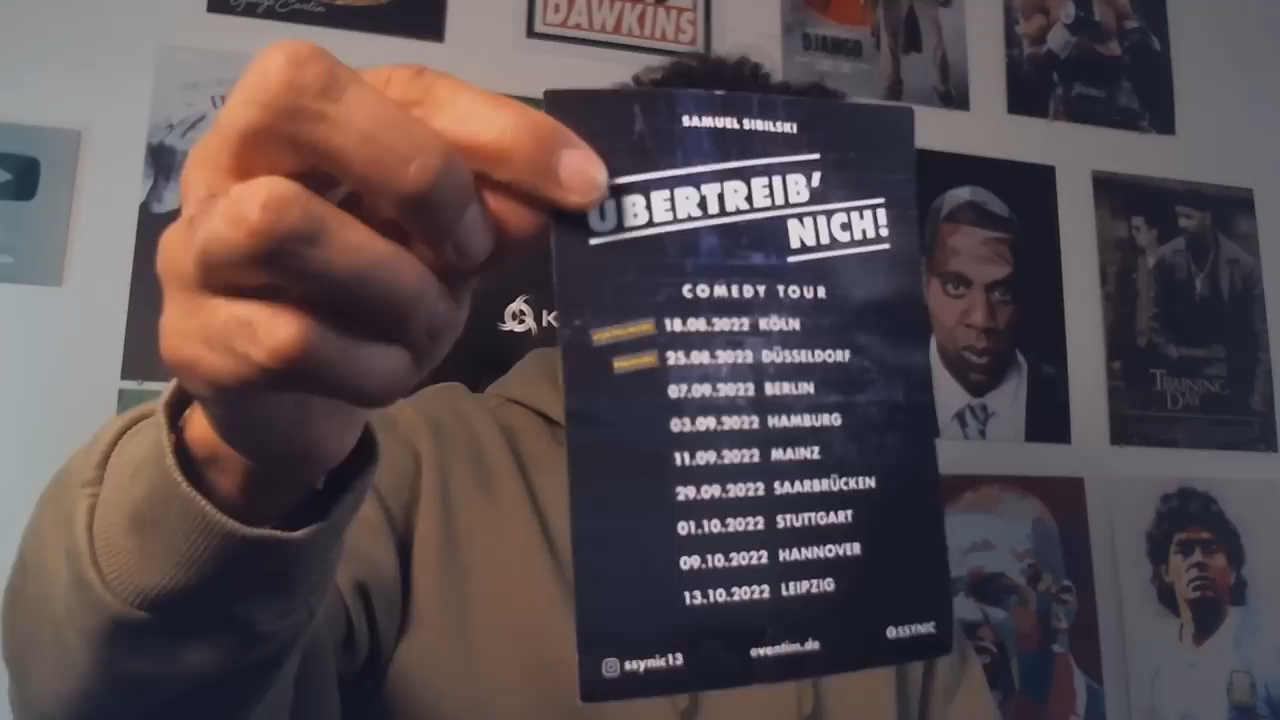 George Carlin
DAWKINS
DJANGO
SAMUEL SIBILSKI
ÜBERTREIB'
NICH!
COMEDY TOUR
18.08.2022 KÖLN
25.08.2022 DÜSSELDORF
07.09.2022 BERLIN
03.09.2022 HAMBURG
11.09.2022 MAINZ
29.09.2022 SAARBRÜCKEN
01.10.2022 STUTTGART
09.10.2022 HANNOVER
13.10.2022 LEIPZIG
ssynic13
eventim.de
SSYNIC
K
TRAINING
DAY